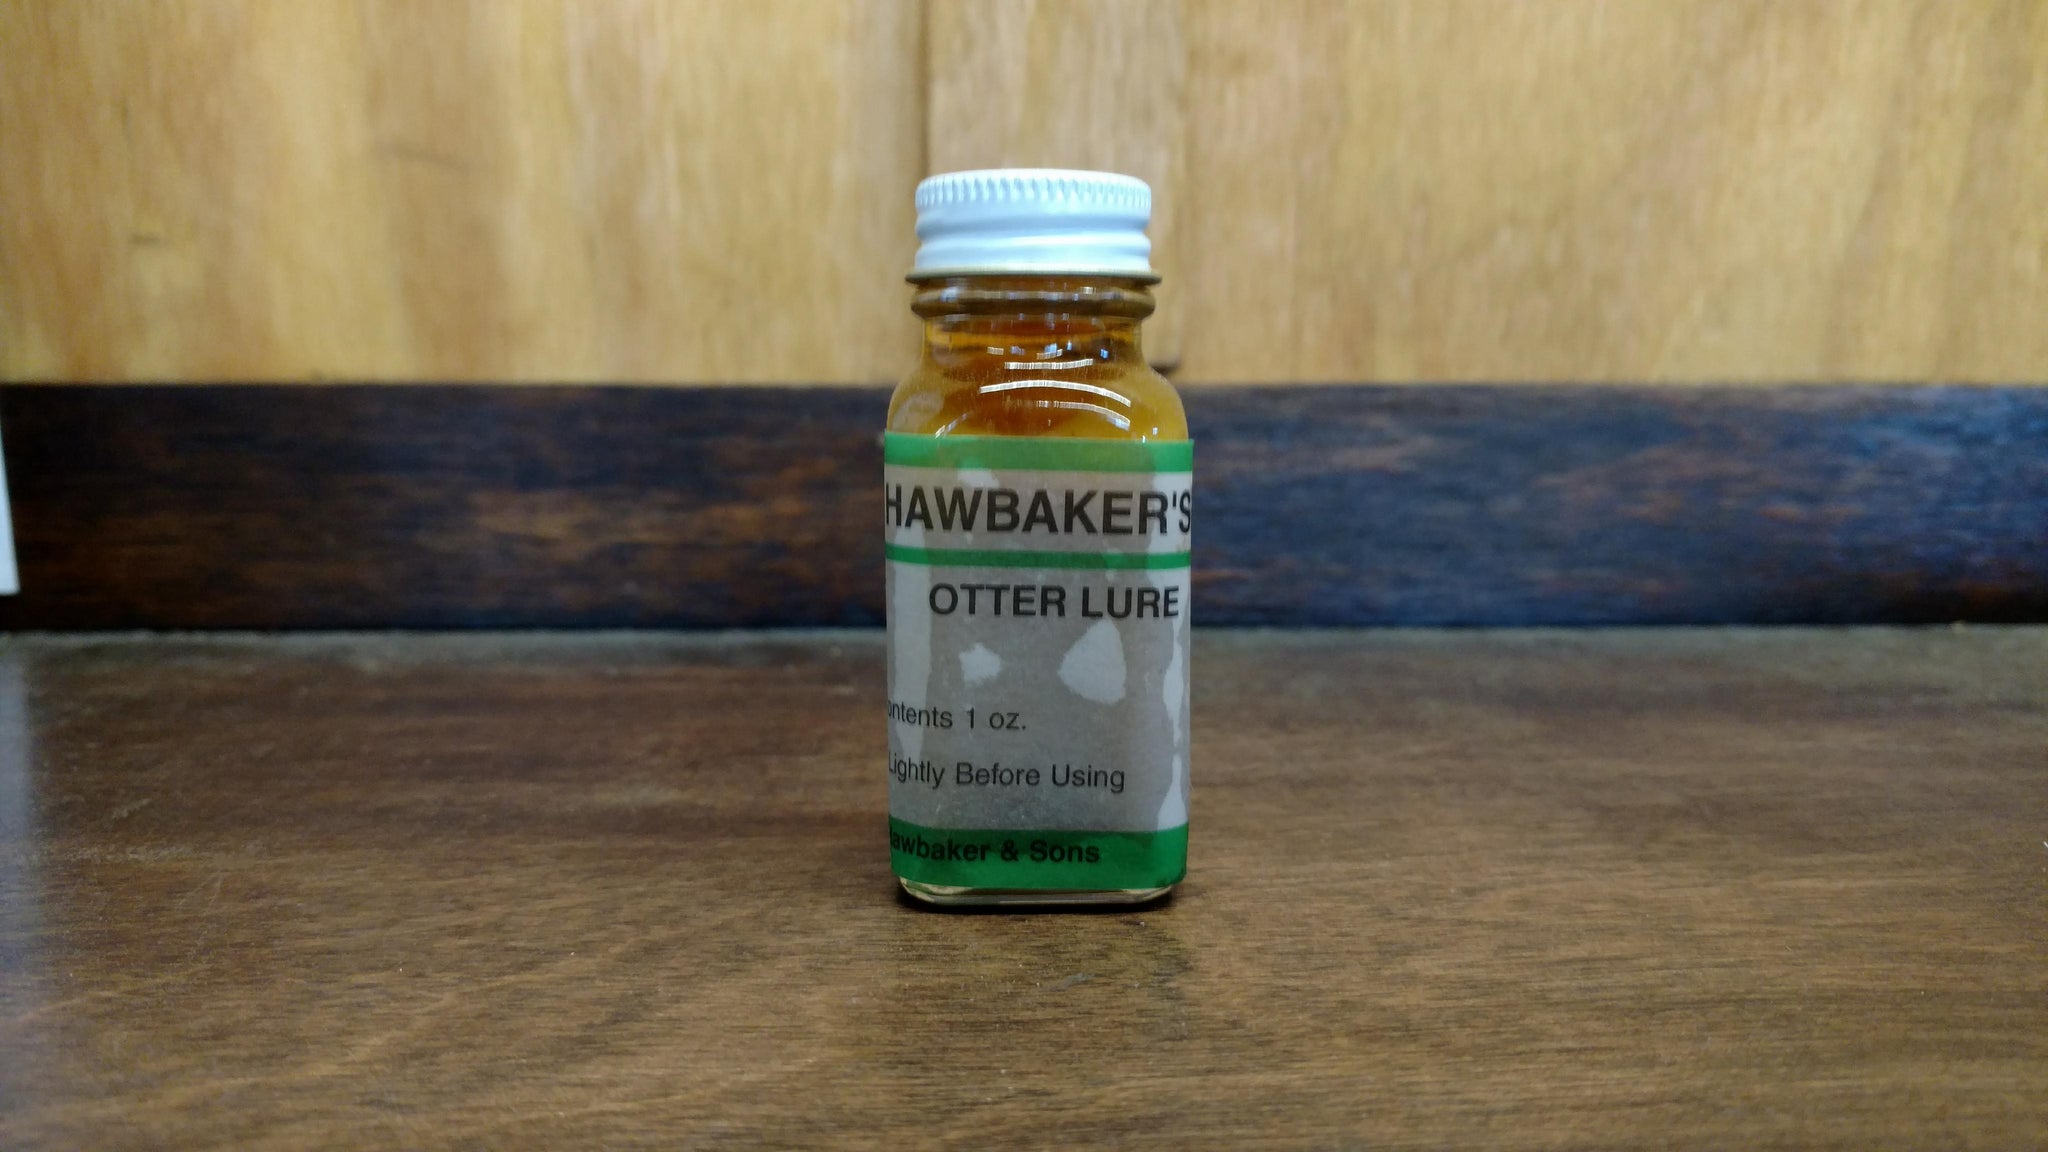 HAWBAKER'S
OTTER LURE
ontents 1 oz.
Lightly Before Using
awbaker & Sons